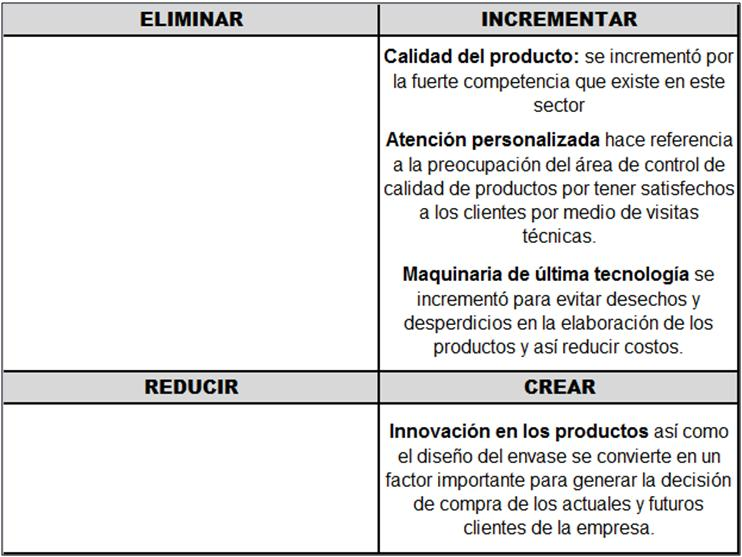 ELIMINAR
INCREMENTAR
Calidad del producto: se incrementó por
la fuerte competencia que existe en este
sector
Atención personalizada hace referencia
a la preocupación del área de control de
calidad de productos por tener satisfechos
a los clientes por medio de visitas
técnicas.
Maquinaria de última tecnología se
incrementó para evitar desechos y
desperdicios en la elaboración de los
productos y así reducir costos.
REDUCIR
CREAR
Innovación en los productos así como
el diseño del envase se convierte en un
factor importante para generar la decisión
de compra de los actuales y futuros
clientes de la empresa.